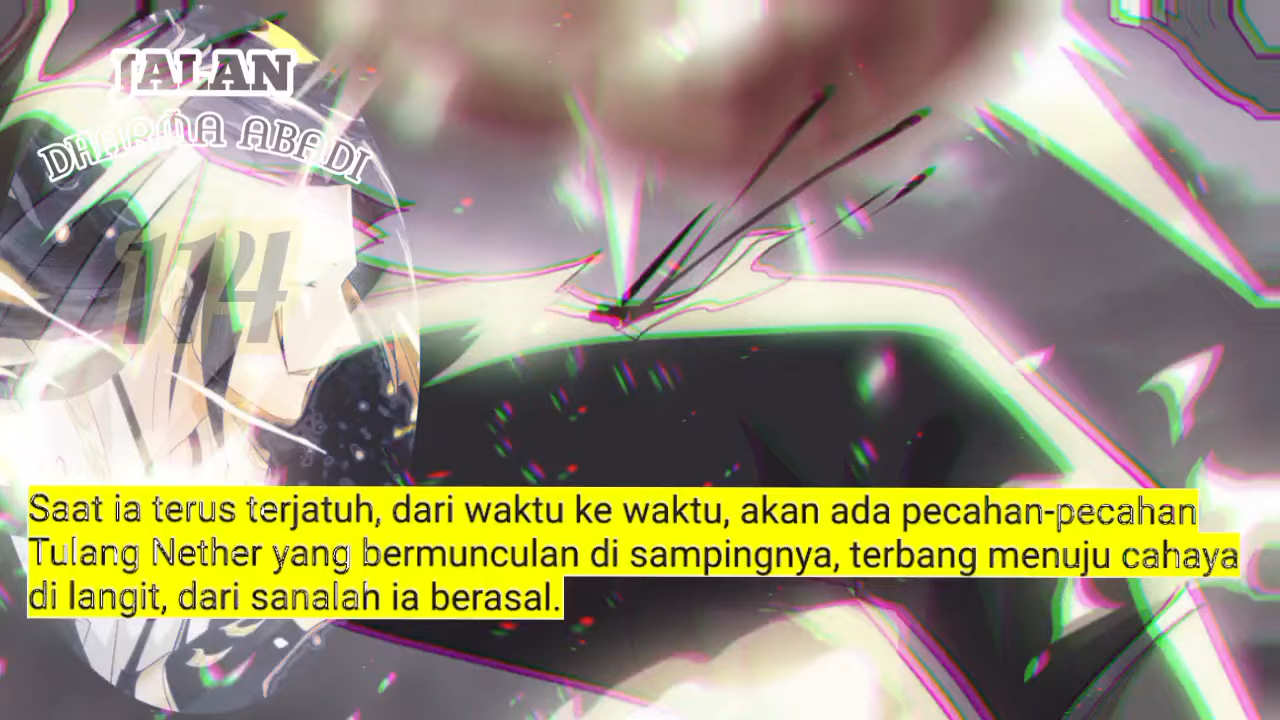 JALAN
DHARMA ABADI
114
Saat ia terus terjatuh, dari waktu ke waktu, akan ada pecahan-pecahan
Tulang Nether yang bermunculan di sampingnya, terbang menuju cahaya
di langit, dari sanalah ia berasal.